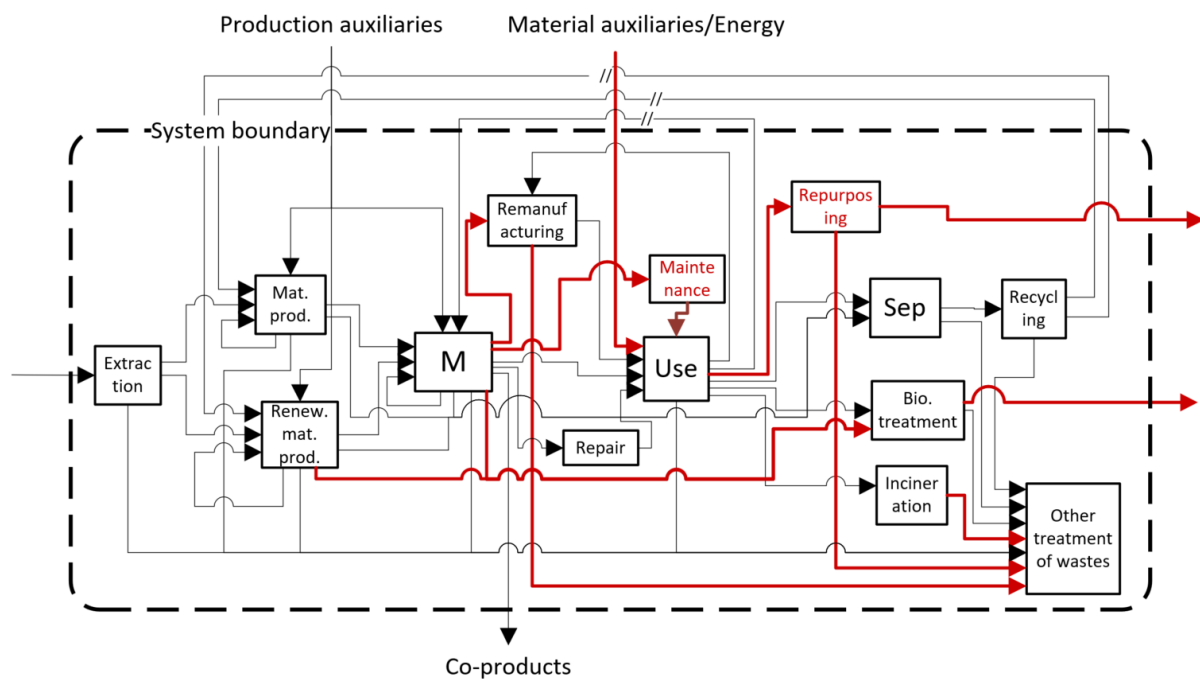 Production auxiliaries
Material auxiliaries/Energy
//
//
//
System boundary
Remanuf
acturing
Repurpos
ing
Mainte
nance
Mat.
prod.
Sep
Recycl
ing
Extrac
tion
M
Use
Renew.
mat.
prod.
Bio.
treatment
Repair
Inciner
ation
Other
treatment
of wastes
Co-products